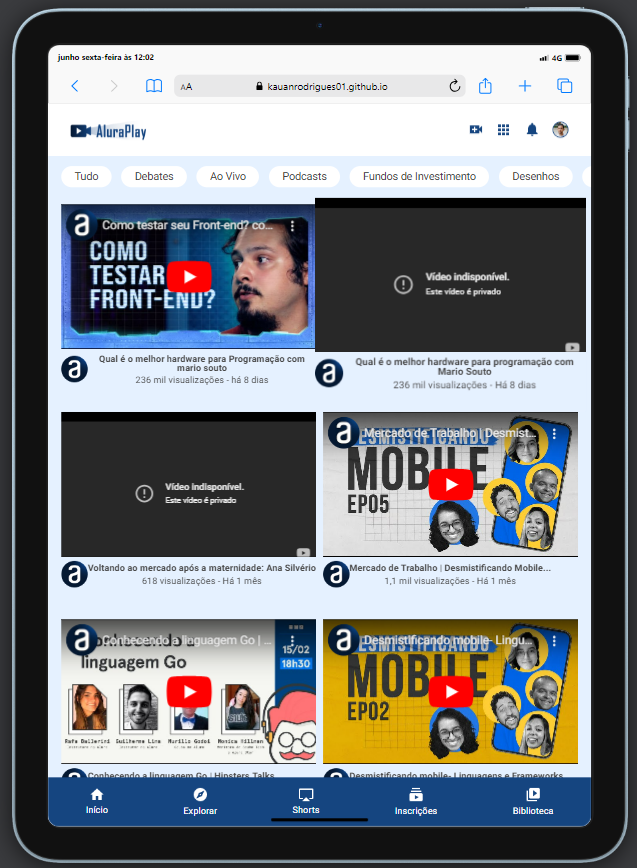 junho sexta-feira às 12:02
4G
AA
kauanrodrigues01.github.io
AluraPlay
Tudo
Debates
Ao Vivo
Podcasts
Fundos de Investimento
Desenhos
Como testar seu Front-end? co...
COMO
TESTAR
FRONT-END?
Vídeo indisponível.
Este vídeo é privado
Qual é o melhor hardware para Programação com
mario souto
236 mil visualizações - há 8 dias
Qual é o melhor hardware para programação com
Mario Souto
236 mil visualizações - Há 8 dias
Vídeo indisponível.
Este vídeo é privado
Mercado de Trabalho | Desmist...
DESMISTIFICANDO
MOBILE
EP05
Voltando ao mercado após a maternidade: Ana Silvério
618 visualizações - Há 1 mês
Mercado de Trabalho | Desmistificando Mobile...
1,1 mil visualizações - Há 1 mês
Conhecendo a linguagem Go | ...
Conhecendo a
linguagem Go
15/02
18h30
Rafa Ballerini
Guilherme Lima
Murillo Godoi
Monica Hillman
Desmistificando mobile- Lingu...
DESMISTIFICANDO
MOBILE
EP02
Conhecendo a linguagem Go | Hipsters Talks
Desmistificando mobile- Linguagens e Frameworks
Início
Explorar
Shorts
Inscrições
Biblioteca